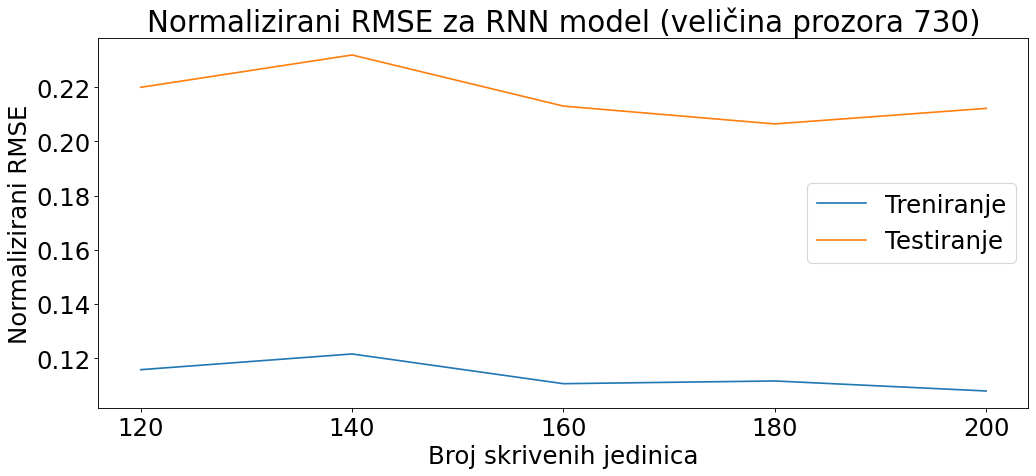 Normalizirani RMSE za RNN model (veličina prozora 730)
Normalizirani RMSE
0.22
0.20
0.18
0.16
0.14
0.12
Treniranje
Testiranje
120 140 160 180 200
Broj skrivenih jedinica